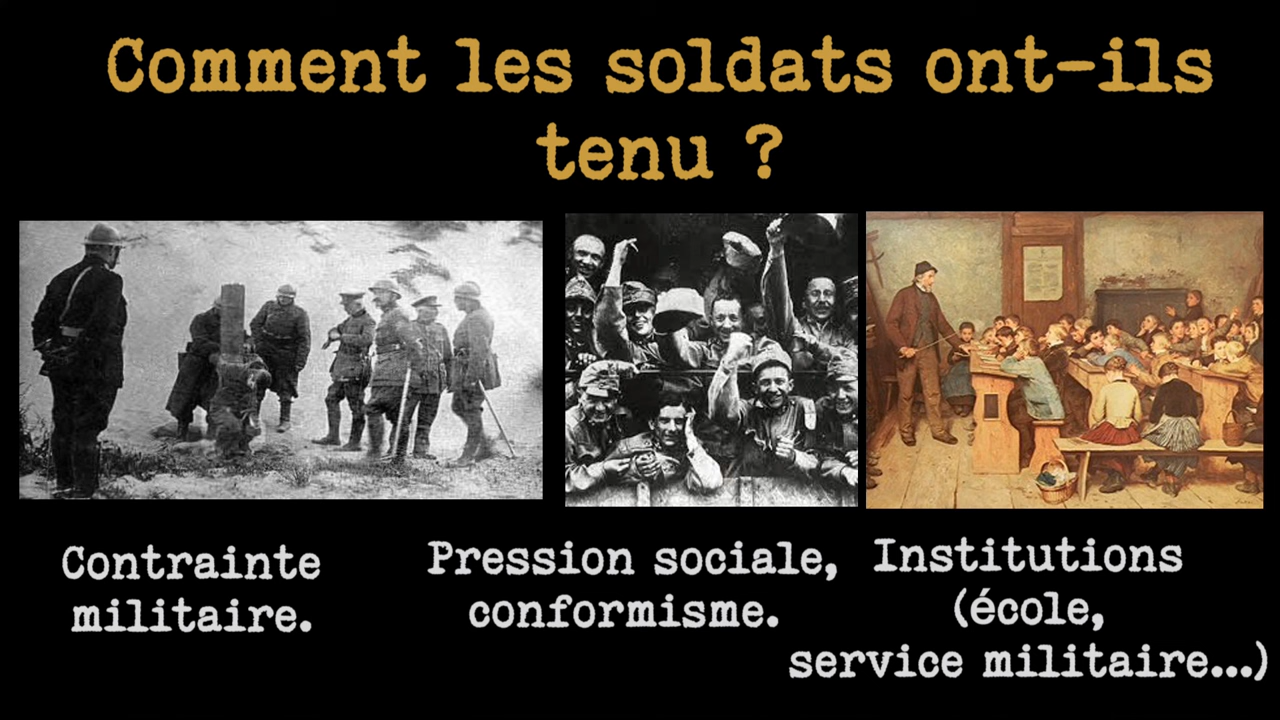 Comment les soldats ont-ils
tenu ?
Contrainte
militaire.
Pression sociale,
conformisme.
Institutions
(école,
service militaire...)